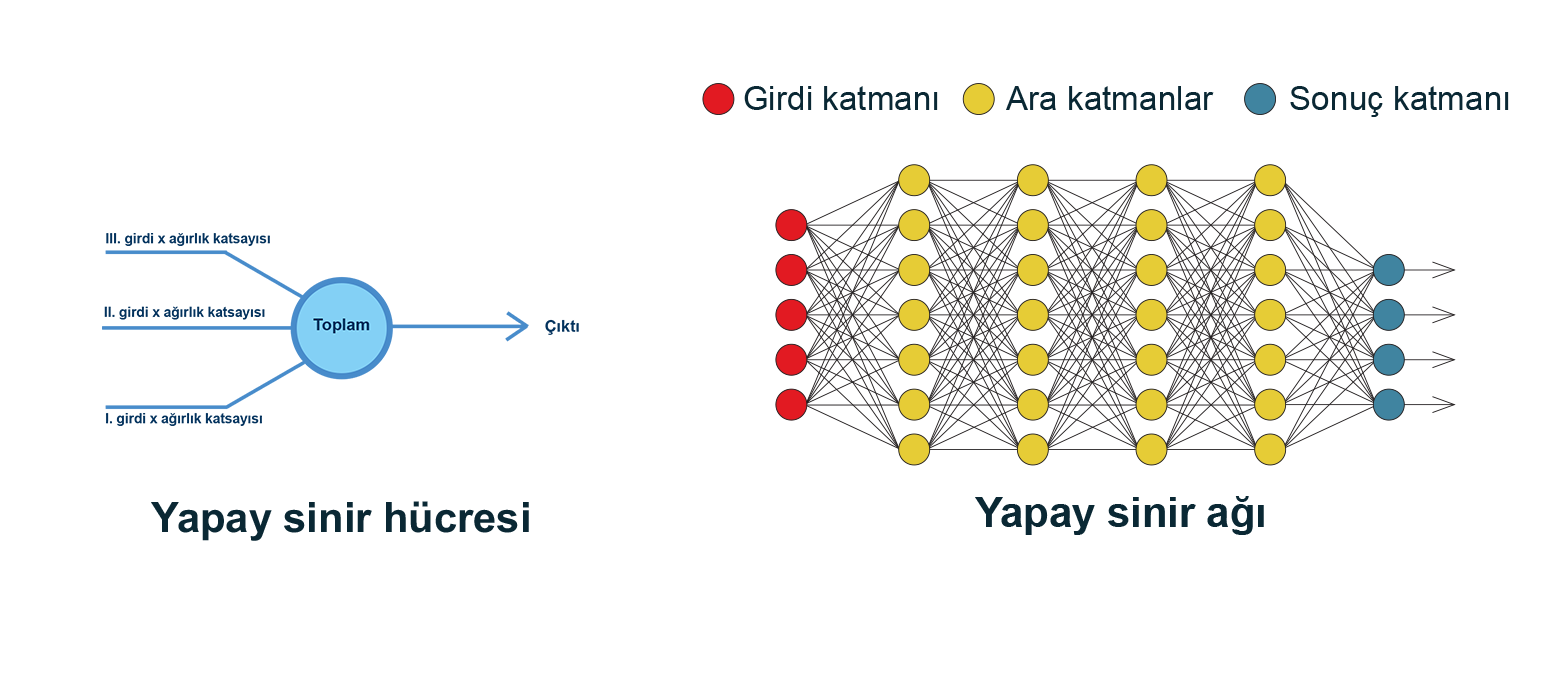 III. girdi x ağırlık katsayısı
II. girdi x ağırlık katsayısı
Toplam
Çıktı
I. girdi x ağırlık katsayısı
Yapay sinir hücresi
Girdi katmanı
Ara katmanlar
Sonuç katmanı
Yapay sinir ağı